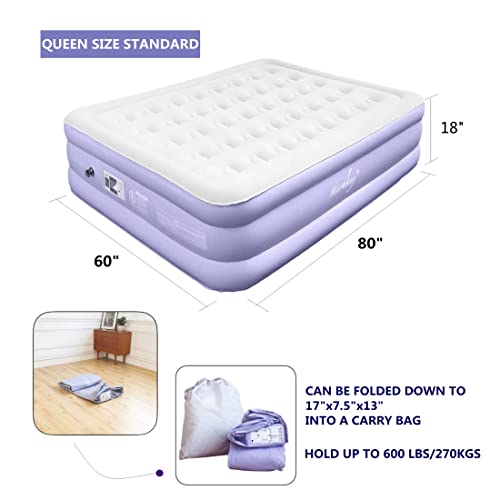 QUEEN SIZE STANDARD
18"
80"
60"
CAN BE FOLDED DOWN TO
17"x7.5"x13"
INTO A CARRY BAG
HOLD UP TO 600 LBS/270KGS